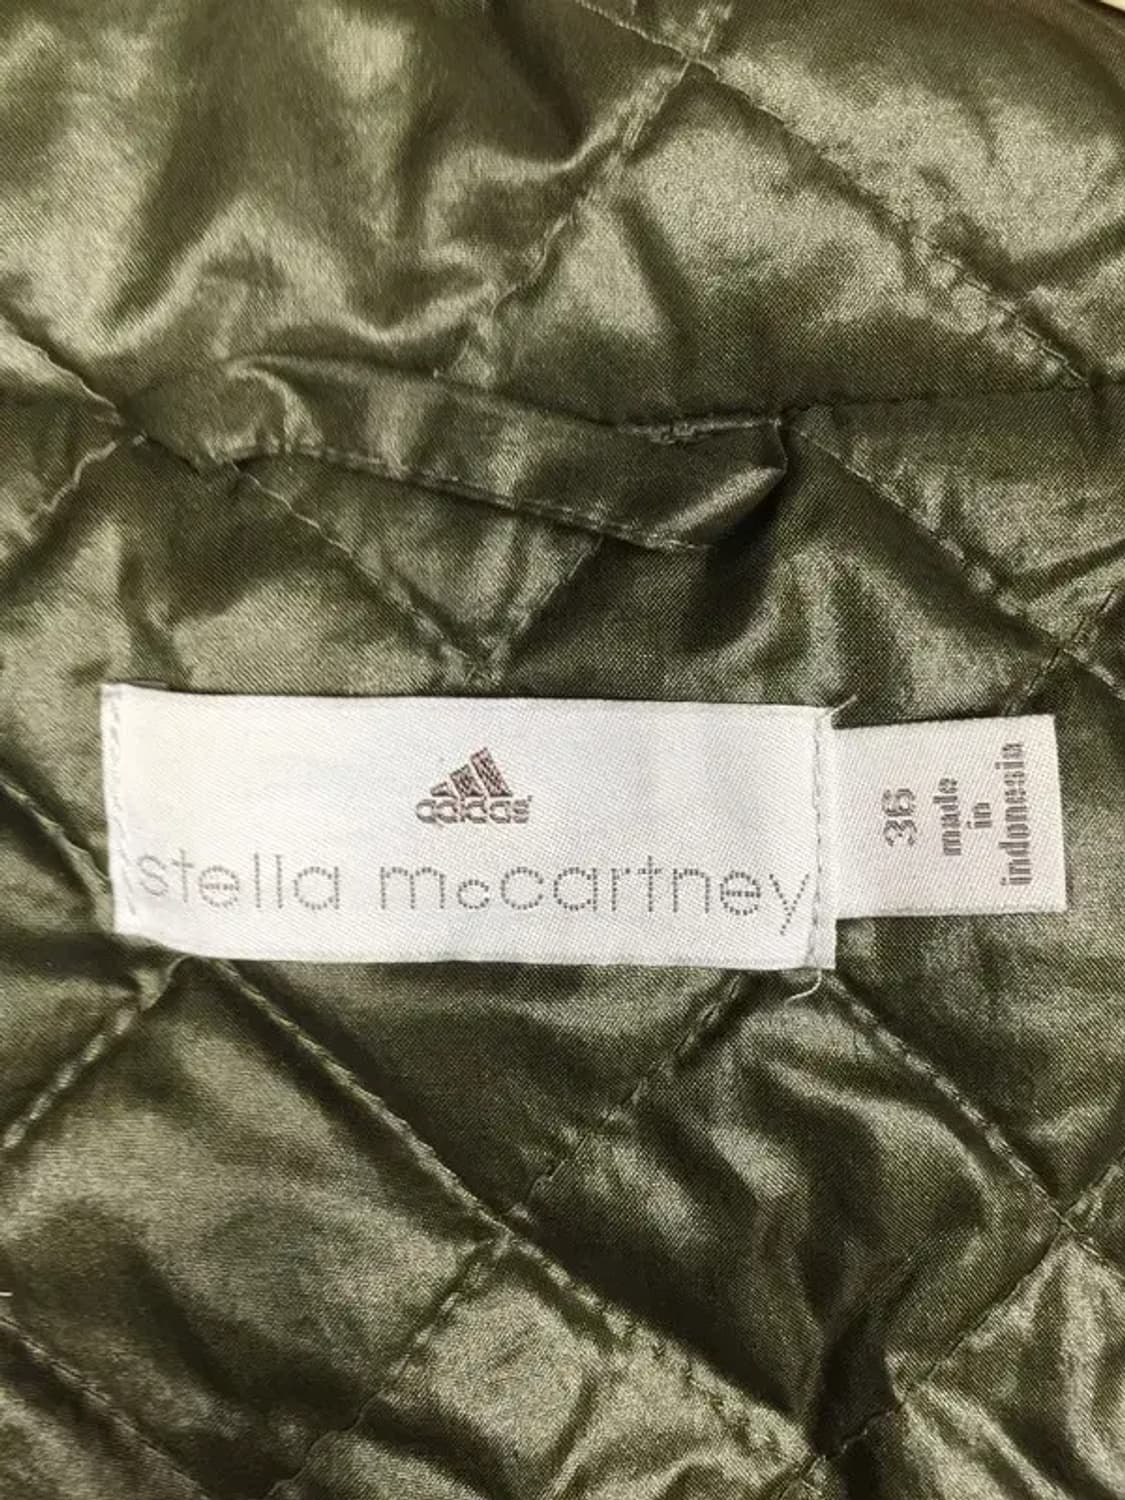 adidas
stella mccartney
36
made
in
indonesia